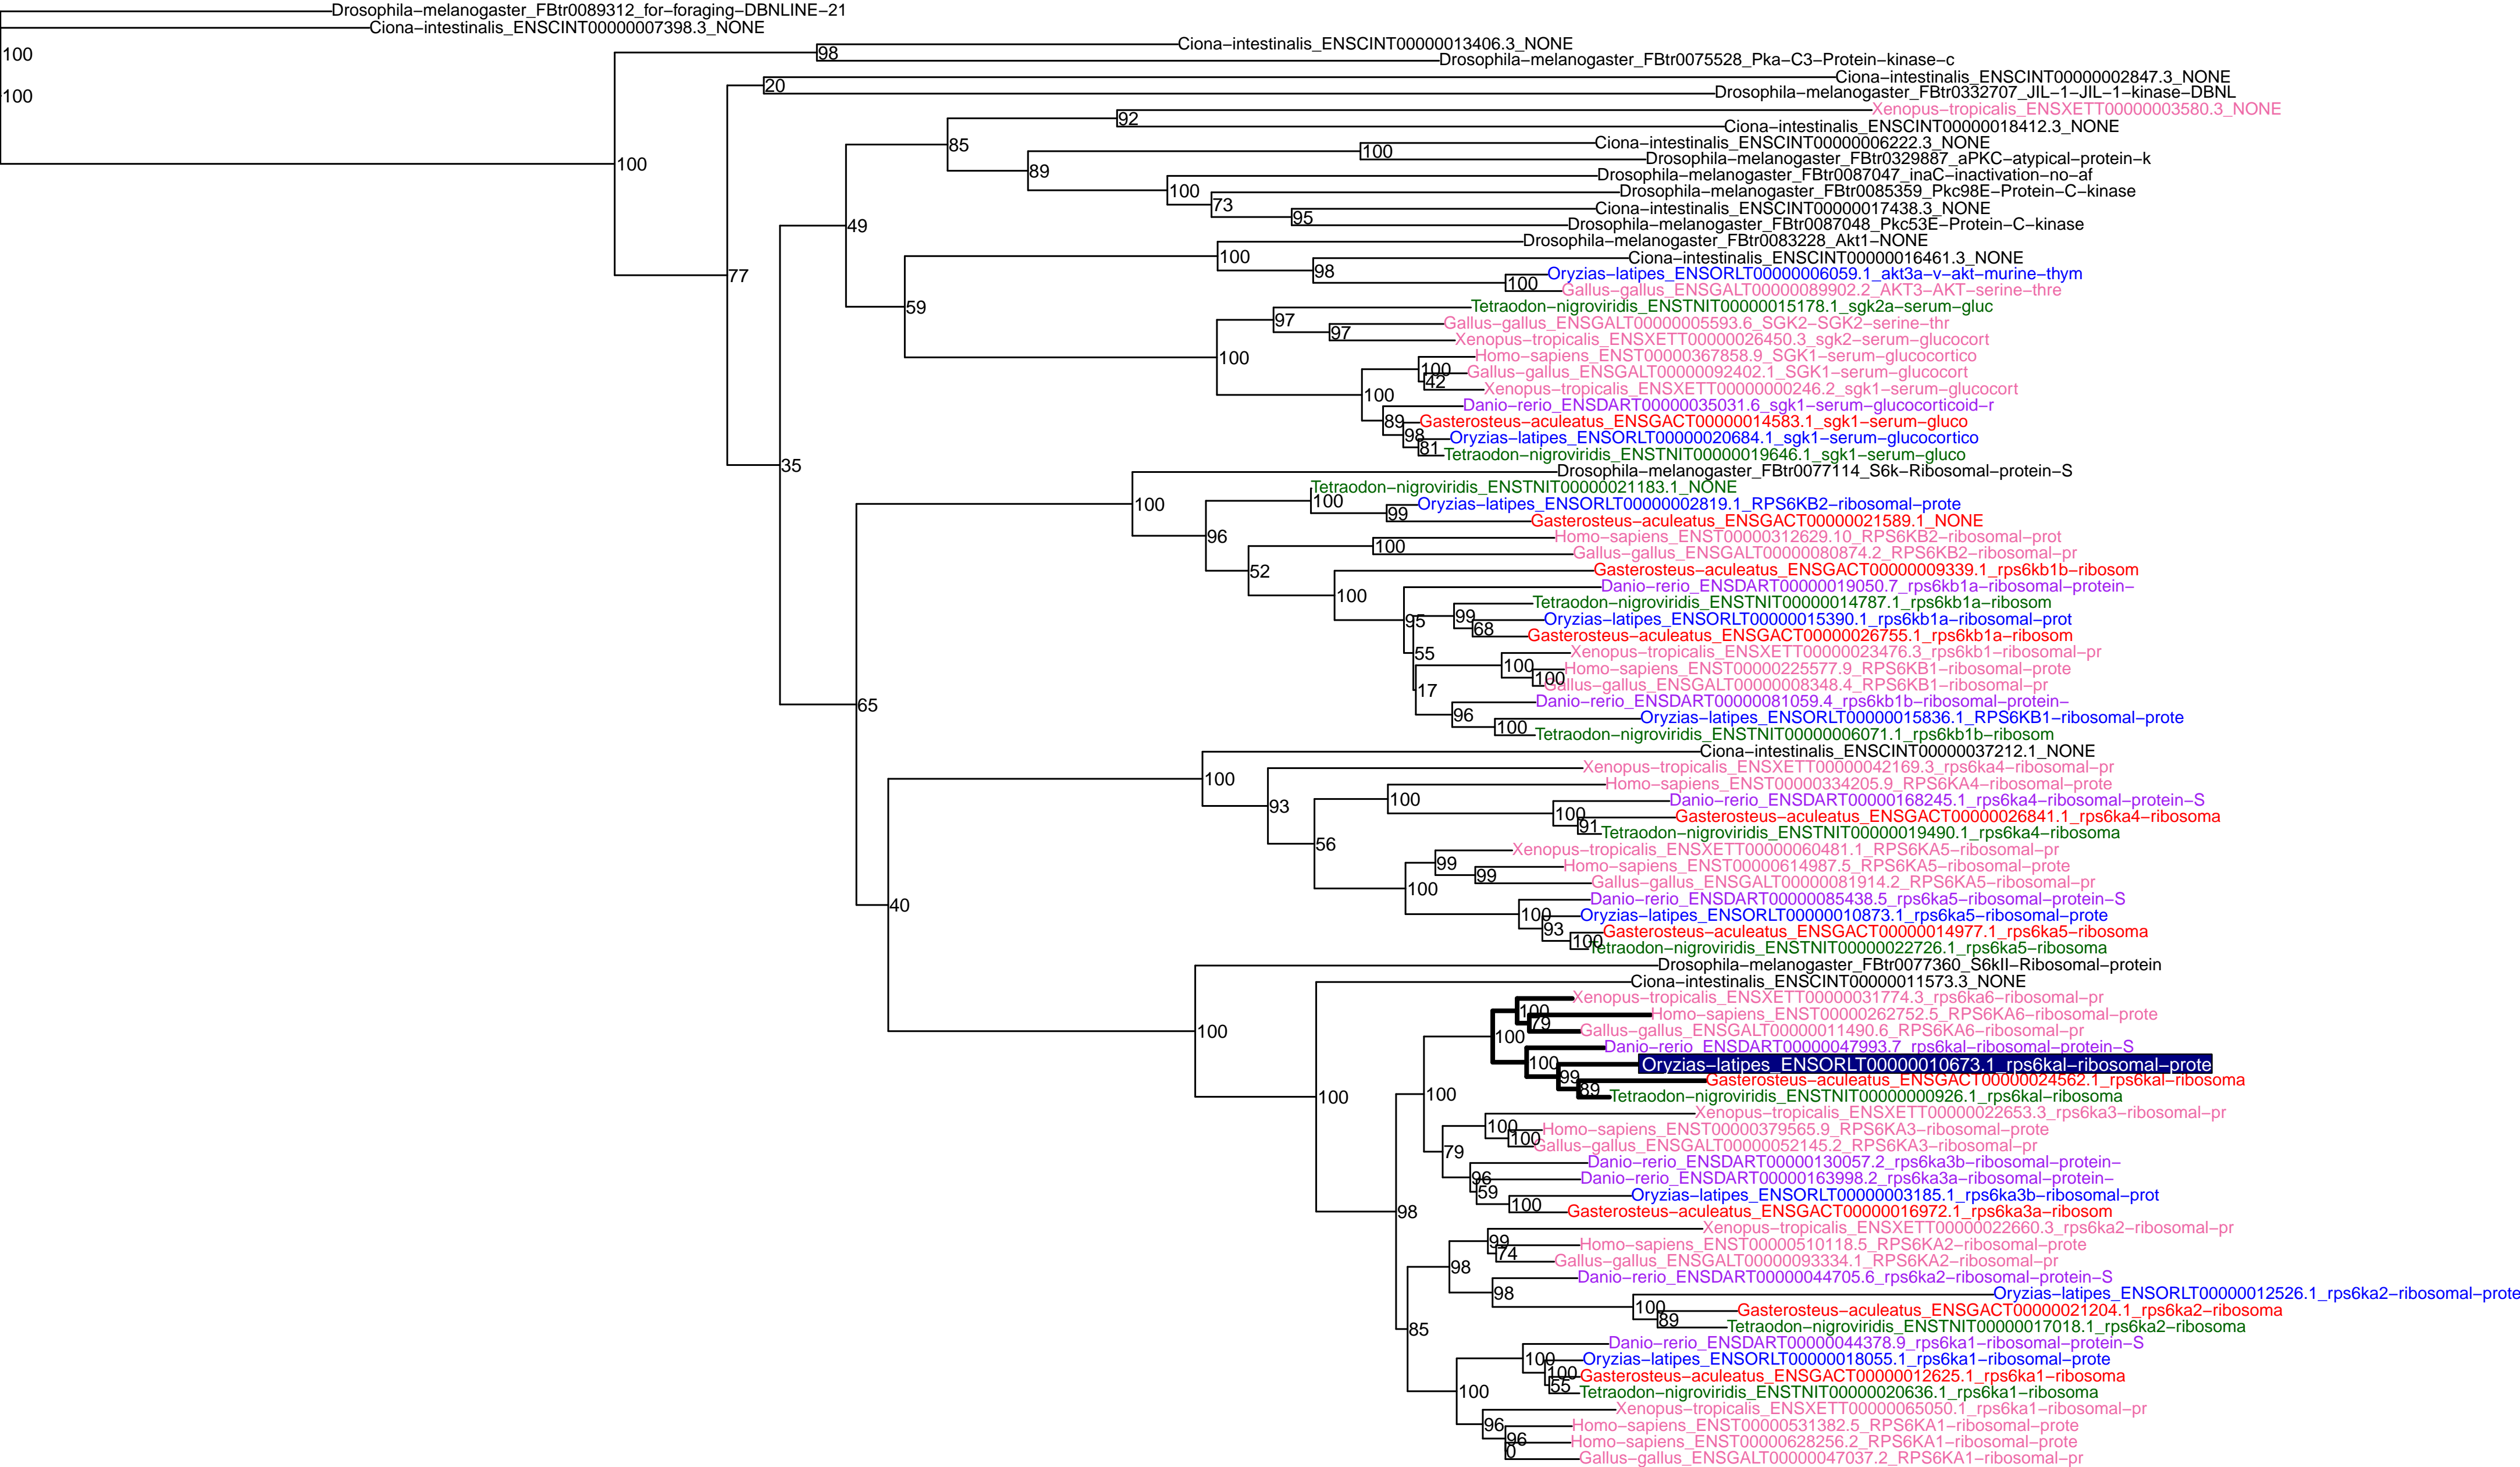 Drosophila−melanogaster_FBtr0089312_for−foraging−DBNLINE−21
Ciona−intestinalis_ENSCINT00000007398.3_NONE
100
Ciona−intestinalis_ENSCINT00000013406.3_NONE
98
Drosophila−melanogaster_FBtr0075528_Pka−C3−Protein−kinase−c
Ciona−intestinalis_ENSCINT00000002847.3_NONE
20
Drosophila−melanogaster_FBtr0332707_JIL−1−JIL−1−kinase−DBNL
100
Xenopus−tropicalis_ENSXETT00000003580.3_NONE
92
Ciona−intestinalis_ENSCINT00000018412.3_NONE
85
Ciona−intestinalis_ENSCINT00000006222.3_NONE
100
Drosophila−melanogaster_FBtr0329887_aPKC−atypical−protein−k
100
89
Drosophila−melanogaster_FBtr0087047_inaC−inactivation−no−af
100
Drosophila−melanogaster_FBtr0085359_Pkc98E−Protein−C−kinase
73
Ciona−intestinalis_ENSCINT00000017438.3_NONE
95
Drosophila−melanogaster_FBtr0087048_Pkc53E−Protein−C−kinase
49
Drosophila−melanogaster_FBtr0083228_Akt1−NONE
100
Ciona−intestinalis_ENSCINT00000016461.3_NONE
98
Oryzias−latipes_ENSORLT00000006059.1_akt3a−v−akt−murine−thym
77
100
Gallus−gallus_ENSGALT00000089902.2_AKT3−AKT−serine−thre
59
Tetraodon−nigroviridis_ENSTNIT00000015178.1_sgk2a−serum−gluc
97
Gallus−gallus_ENSGALT00000005593.6_SGK2−SGK2−serine−thr
97
Xenopus−tropicalis_ENSXETT00000026450.3_sgk2−serum−glucocort
100
Homo−sapiens_ENST00000367858.9_SGK1−serum−glucocortico
100
Gallus−gallus_ENSGALT00000092402.1_SGK1−serum−glucocort
42
Xenopus−tropicalis_ENSXETT00000000246.2_sgk1−serum−glucocort
100
Danio−rerio_ENSDART00000035031.6_sgk1−serum−glucocorticoid−r
89
Gasterosteus−aculeatus_ENSGACT00000014583.1_sgk1−serum−gluco
98
Oryzias−latipes_ENSORLT00000020684.1_sgk1−serum−glucocortico
81
Tetraodon−nigroviridis_ENSTNIT00000019646.1_sgk1−serum−gluco
35
Drosophila−melanogaster_FBtr0077114_S6k−Ribosomal−protein−S
Tetraodon−nigroviridis_ENSTNIT00000021183.1_NONE
100
100
Oryzias−latipes_ENSORLT00000002819.1_RPS6KB2−ribosomal−prote
99
Gasterosteus−aculeatus_ENSGACT00000021589.1_NONE
96
Homo−sapiens_ENST00000312629.10_RPS6KB2−ribosomal−prot
100
Gallus−gallus_ENSGALT00000080874.2_RPS6KB2−ribosomal−pr
52
Gasterosteus−aculeatus_ENSGACT00000009339.1_rps6kb1b−ribosom
100
Danio−rerio_ENSDART00000019050.7_rps6kb1a−ribosomal−protein−
Tetraodon−nigroviridis_ENSTNIT00000014787.1_rps6kb1a−ribosom
95
99
Oryzias−latipes_ENSORLT00000015390.1_rps6kb1a−ribosomal−prot
68
Gasterosteus−aculeatus_ENSGACT00000026755.1_rps6kb1a−ribosom
55
Xenopus−tropicalis_ENSXETT00000023476.3_rps6kb1−ribosomal−pr
100
Homo−sapiens_ENST00000225577.9_RPS6KB1−ribosomal−prote
100
Gallus−gallus_ENSGALT00000008348.4_RPS6KB1−ribosomal−pr
17
Danio−rerio_ENSDART00000081059.4_rps6kb1b−ribosomal−protein−
65
96
Oryzias−latipes_ENSORLT00000015836.1_RPS6KB1−ribosomal−prote
100
Tetraodon−nigroviridis_ENSTNIT00000006071.1_rps6kb1b−ribosom
Ciona−intestinalis_ENSCINT00000037212.1_NONE
100
Xenopus−tropicalis_ENSXETT00000042169.3_rps6ka4−ribosomal−pr
93
Homo−sapiens_ENST00000334205.9_RPS6KA4−ribosomal−prote
100
Danio−rerio_ENSDART00000168245.1_rps6ka4−ribosomal−protein−S
100
Gasterosteus−aculeatus_ENSGACT00000026841.1_rps6ka4−ribosoma
91
Tetraodon−nigroviridis_ENSTNIT00000019490.1_rps6ka4−ribosoma
56
Xenopus−tropicalis_ENSXETT00000060481.1_RPS6KA5−ribosomal−pr
99
Homo−sapiens_ENST00000614987.5_RPS6KA5−ribosomal−prote
99
Gallus−gallus_ENSGALT00000081914.2_RPS6KA5−ribosomal−pr
100
Danio−rerio_ENSDART00000085438.5_rps6ka5−ribosomal−protein−S
40
100
Oryzias−latipes_ENSORLT00000010873.1_rps6ka5−ribosomal−prote
93
Gasterosteus−aculeatus_ENSGACT00000014977.1_rps6ka5−ribosoma
100
Tetraodon−nigroviridis_ENSTNIT00000022726.1_rps6ka5−ribosoma
Drosophila−melanogaster_FBtr0077360_S6kII−Ribosomal−protein
Ciona−intestinalis_ENSCINT00000011573.3_NONE
Xenopus−tropicalis_ENSXETT00000031774.3_rps6ka6−ribosomal−pr
100
Homo−sapiens_ENST00000262752.5_RPS6KA6−ribosomal−prote
79
Gallus−gallus_ENSGALT00000011490.6_RPS6KA6−ribosomal−pr
100
100
Danio−rerio_ENSDART00000047993.7_rps6kal−ribosomal−protein−S
100
Oryzias−latipes_ENSORLT00000010673.1_rps6kal−ribosomal−prote
99
Gasterosteus−aculeatus_ENSGACT00000024562.1_rps6kal−ribosoma
89
Tetraodon−nigroviridis_ENSTNIT00000000926.1_rps6kal−ribosoma
100
100
Xenopus−tropicalis_ENSXETT00000022653.3_rps6ka3−ribosomal−pr
100
Homo−sapiens_ENST00000379565.9_RPS6KA3−ribosomal−prote
100
Gallus−gallus_ENSGALT00000052145.2_RPS6KA3−ribosomal−pr
79
Danio−rerio_ENSDART00000130057.2_rps6ka3b−ribosomal−protein−
96
Danio−rerio_ENSDART00000163998.2_rps6ka3a−ribosomal−protein−
59
Oryzias−latipes_ENSORLT00000003185.1_rps6ka3b−ribosomal−prot
100
Gasterosteus−aculeatus_ENSGACT00000016972.1_rps6ka3a−ribosom
98
Xenopus−tropicalis_ENSXETT00000022660.3_rps6ka2−ribosomal−pr
99
Homo−sapiens_ENST00000510118.5_RPS6KA2−ribosomal−prote
74
Gallus−gallus_ENSGALT00000093334.1_RPS6KA2−ribosomal−pr
98
Danio−rerio_ENSDART00000044705.6_rps6ka2−ribosomal−protein−S
98
Oryzias−latipes_ENSORLT00000012526.1_rps6ka2−ribosomal−prote
100
Gasterosteus−aculeatus_ENSGACT00000021204.1_rps6ka2−ribosoma
89
Tetraodon−nigroviridis_ENSTNIT00000017018.1_rps6ka2−ribosoma
85
Danio−rerio_ENSDART00000044378.9_rps6ka1−ribosomal−protein−S
100
Oryzias−latipes_ENSORLT00000018055.1_rps6ka1−ribosomal−prote
100
Gasterosteus−aculeatus_ENSGACT00000012625.1_rps6ka1−ribosoma
55
Tetraodon−nigroviridis_ENSTNIT00000020636.1_rps6ka1−ribosoma
100
Xenopus−tropicalis_ENSXETT00000065050.1_rps6ka1−ribosomal−pr
96
Homo−sapiens_ENST00000531382.5_RPS6KA1−ribosomal−prote
96
Homo−sapiens_ENST00000628256.2_RPS6KA1−ribosomal−prote
0
Gallus−gallus_ENSGALT00000047037.2_RPS6KA1−ribosomal−pr